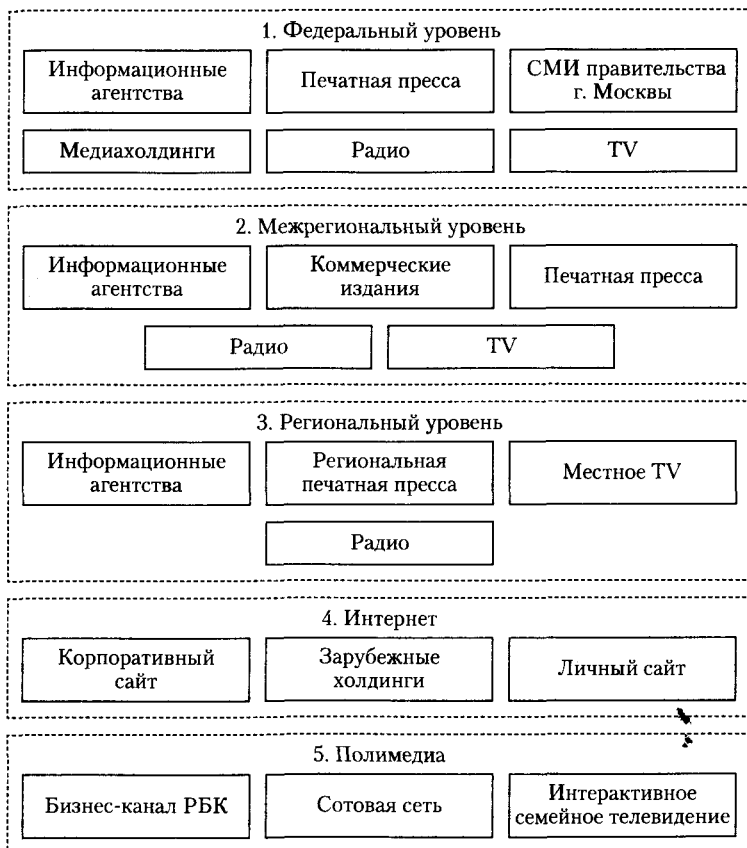 1. Федеральный уровень
Информационные
агентства
Печатная пресса
СМИ правительства
г. Москвы
Медиахолдинги
Радио
TV
2. Межрегиональный уровень
Информационные
агентства
Коммерческие
издания
Печатная пресса
Радио
TV
3. Региональный уровень
Информационные
агентства
Региональная
печатная пресса
Местное TV
Радио
4. Интернет
Корпоративный
сайт
Зарубежные
холдинги
Личный сайт
5. Полимедиа
Бизнес-канал РБК
Сотовая сеть
Интерактивное
семейное телевидение